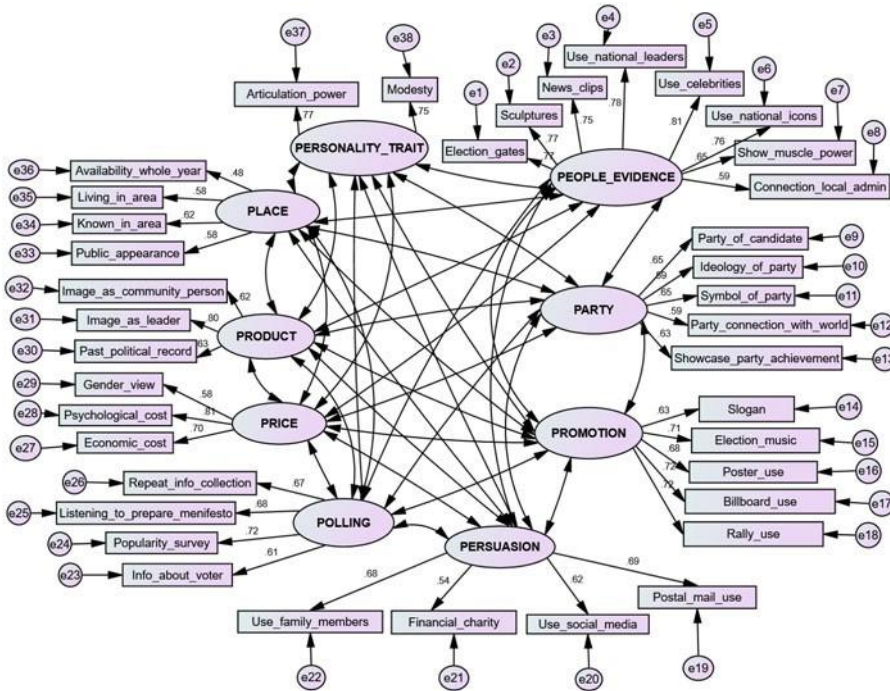 e37
e38
e3
e4
e5
e2
Use_national_leaders
e6
e1
News_clips
Use_celebrities
e7
Articulation_power
Modesty
Sculptures
.78
Use_national_icons
e8
.77
.75
.75
.81
Election_gates
.77
.76
Show_muscle_power
PERSONALITY_TRAIT
.77
.65
e36
Availability_whole_year
PEOPLE_EVIDENCE
.59
Connection_local_admin
.48
e35
Living_in_area
.58
PLACE
e34
Known_in_area
.62
e33
Public_appearance
.58
Party_of_candidate
e9
.65
Ideology_of_party
e10
.69
e32
Image_as_community_person
.65
Symbol_of_party
e11
.62
PARTY
.59
Party_connection_with_world
e12
e31
Image_as_leader
.80
PRODUCT
.63
Showcase_party_achievement
e13
e30
Past_political_record
.63
e29
Gender_view
.58
e28
Psychological_cost
.81
PRICE
.63
Slogan
e14
e27
Economic_cost
.70
PROMOTION
.71
Election_music
e15
.68
Poster_use
e16
e26
Repeat_info_collection
.67
.72
Billboard_use
e17
e25
Listening_to_prepare_menifesto
.68
.72
Rally_use
e18
POLLING
e24
Popularity_survey
.72
PERSUASION
e23
Info_about_voter
.61
.68
.54
.62
.69
Postal_mail_use
Use_family_members
Financial_charity
Use_social_media
e22
e21
e20
e19